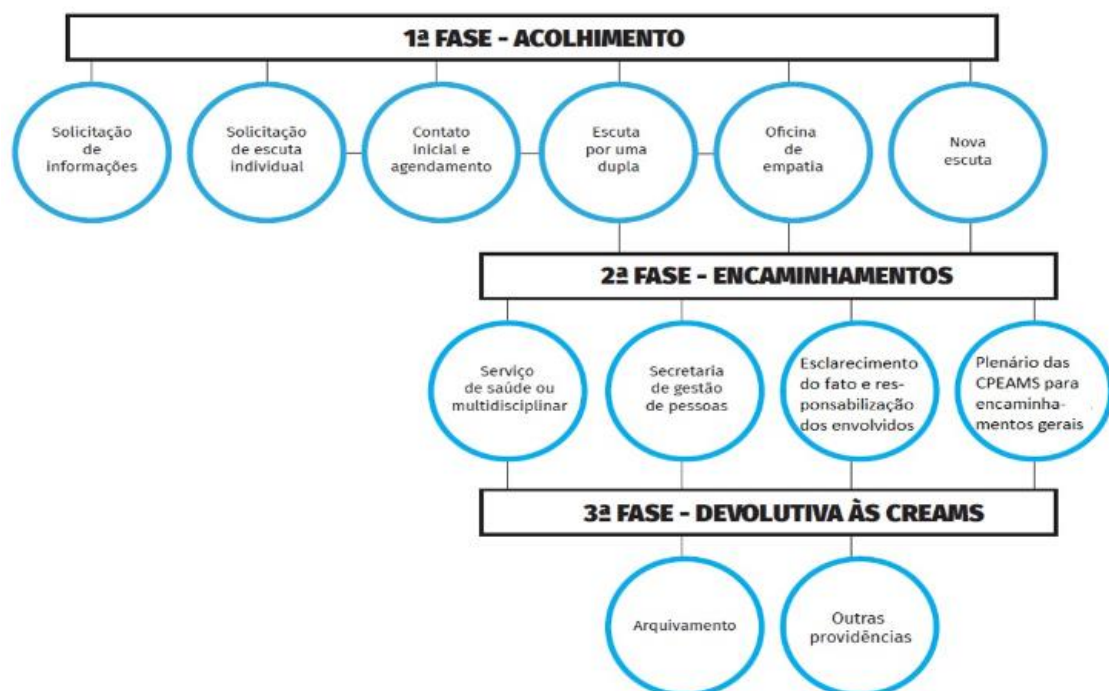 1ª FASE - ACOLHIMENTO
Solicitação
de
informações
Solicitação
de escuta
individual
Contato
inicial e
agendamento
Escuta
por uma
dupla
Oficina
de
empatia
Nova
escuta
2ª FASE - ENCAMINHAMENTOS
Serviço
de saúde ou
multidisciplinar
Secretaria
de gestão
de pessoas
Esclarecimento
do fato e res-
ponsabilização
dos envolvidos
Plenário das
CPEAMS para
encaminha-
mentos gerais
3ª FASE - DEVOLUTIVA ÀS CREAMS
Arquivamento
Outras
providências